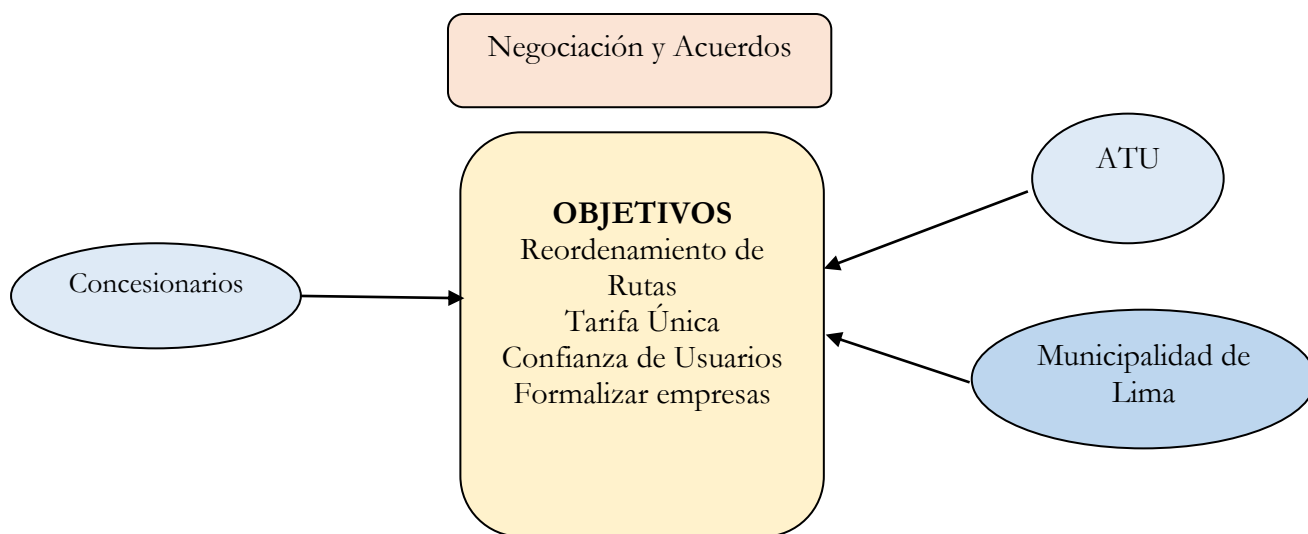 Negociación y Acuerdos
OBJETIVOS
Reordenamiento de
Rutas
Tarifa Única
Confianza de Usuarios
Formalizar empresas
Concesionarios
ATU
Municipalidad de
Lima